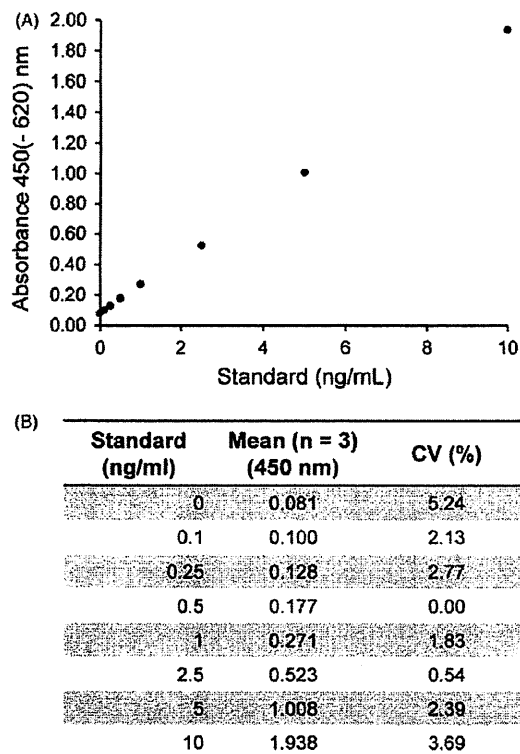 (A)
Absorbance 450(- 620) nm
2.00
1.80
1.60
1.40
1.20
1.00
0.80
0.60
0.40
0.20
0.00
0 2 4 6 8 10
Standard (ng/mL)
(B)
Standard (ng/ml) Mean (n = 3) (450 nm) CV (%)
0 0.081 5.24
0.1 0.100 2.13
0.25 0.128 2.77
0.5 0.177 0.00
1 0.271 1.83
2.5 0.523 0.54
5 1.008 2.39
10 1.938 3.69